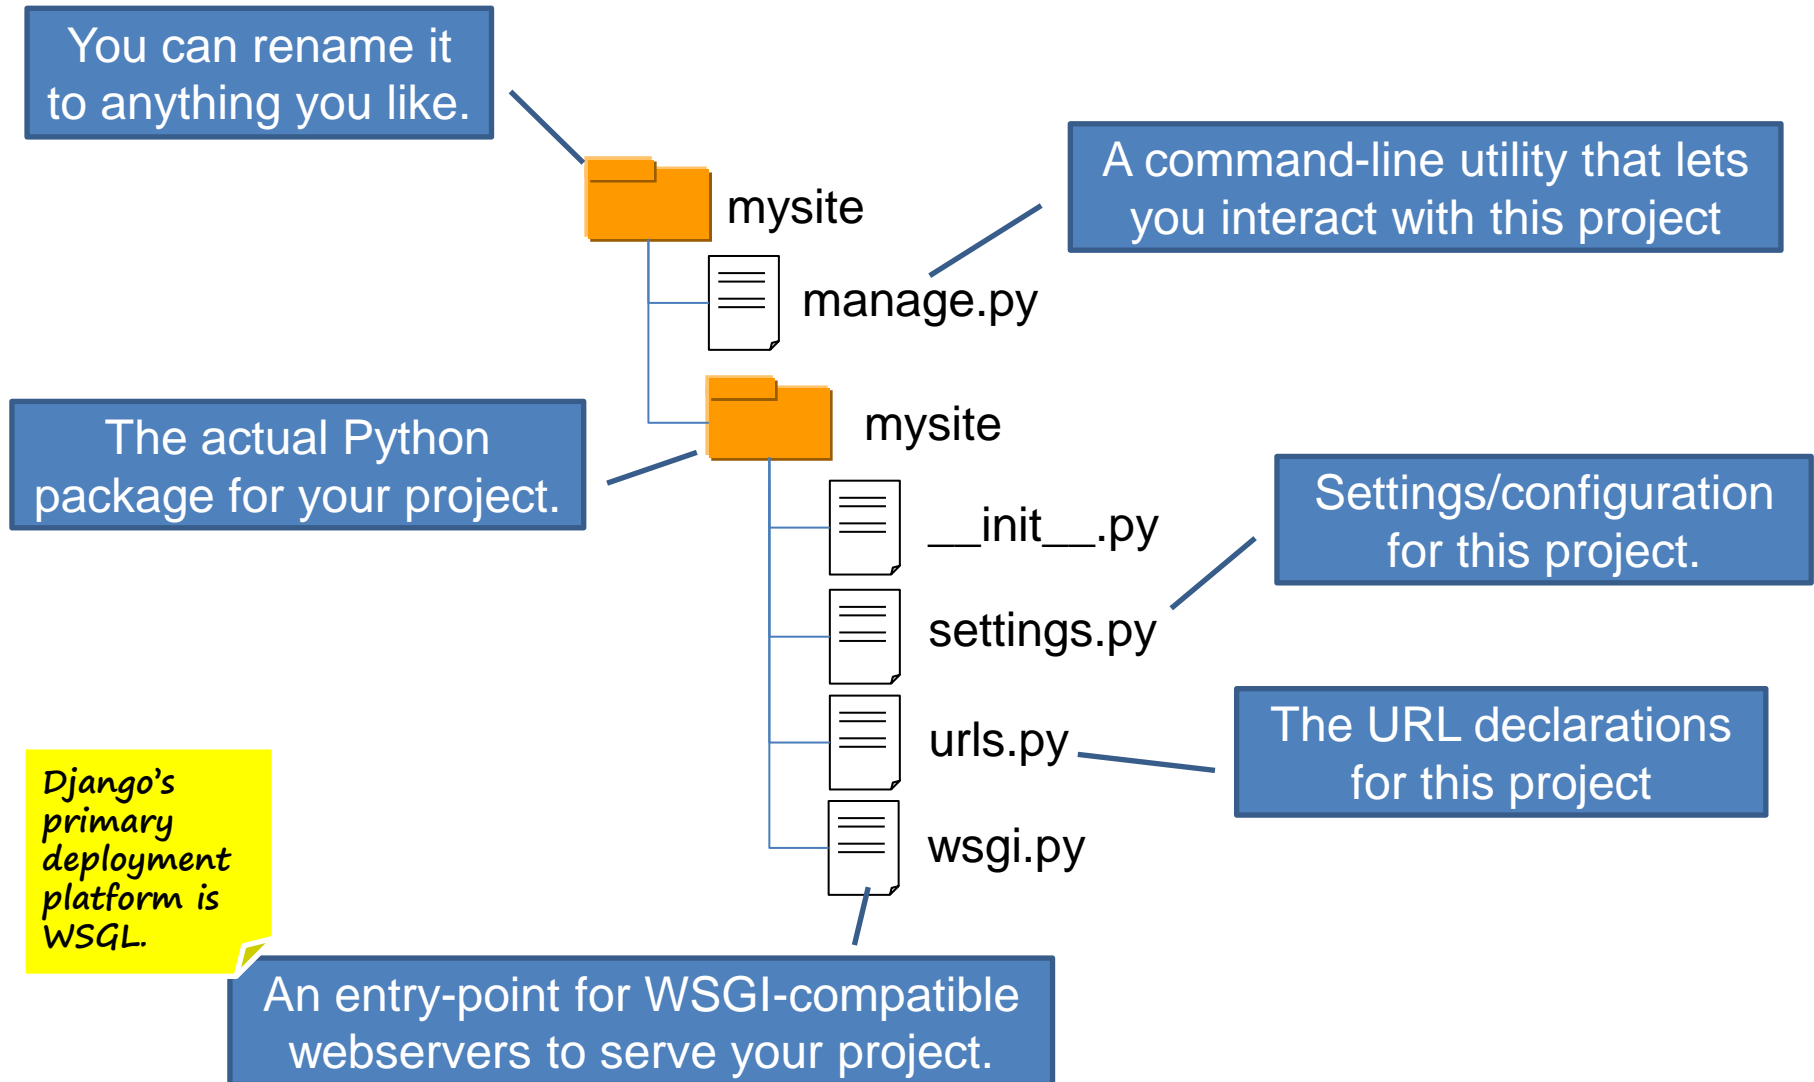 You can rename it
to anything you like.
mysite
A command-line utility that lets
you interact with this project
manage.py
The actual Python
package for your project.
mysite
__init__.py
Settings/configuration
for this project.
settings.py
urls.py
The URL declarations
for this project
Django’s
primary
deployment
platform is
WSGL.
wsgi.py
An entry-point for WSGI-compatible
webservers to serve your project.